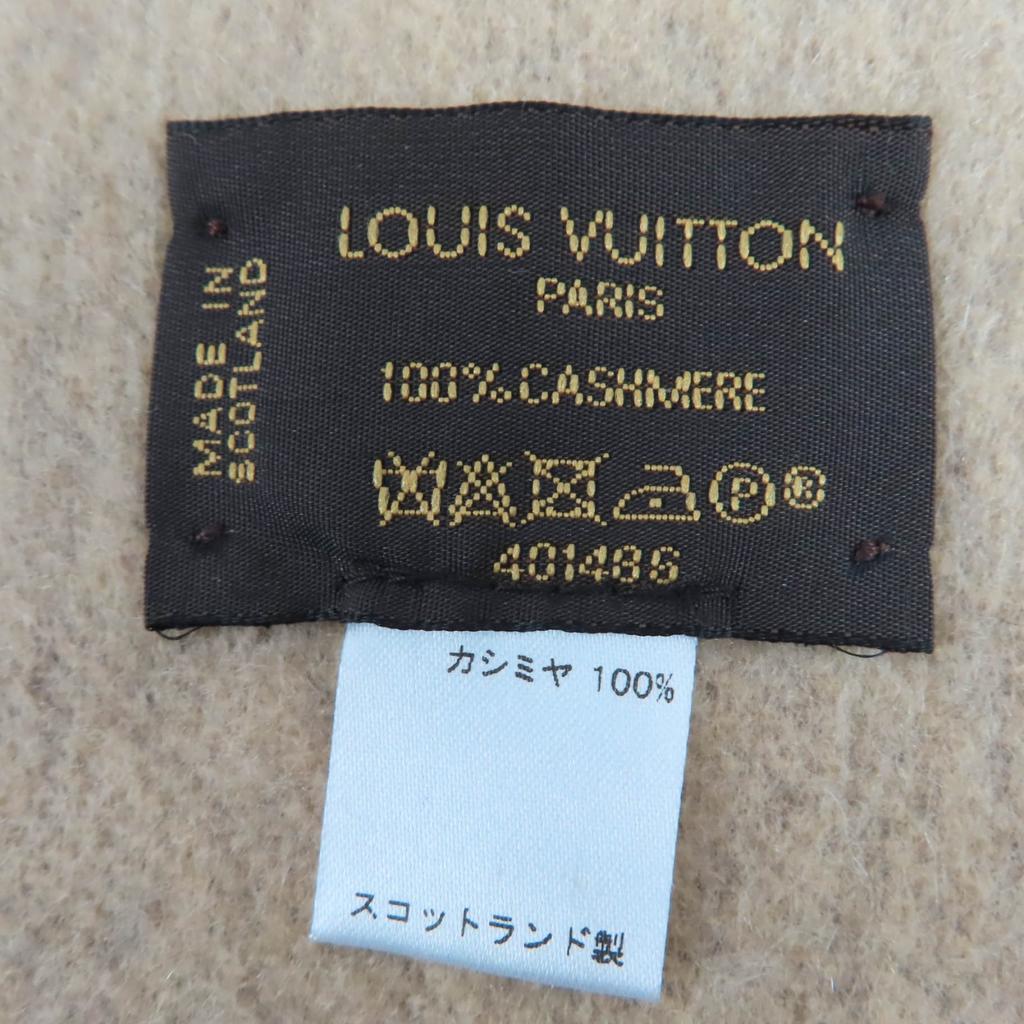 LOUIS VUITTON
PARIS
100% CASHMERE
P ®
401486
MADE IN
SCOTLAND
カシミヤ 100%
スコットランド製